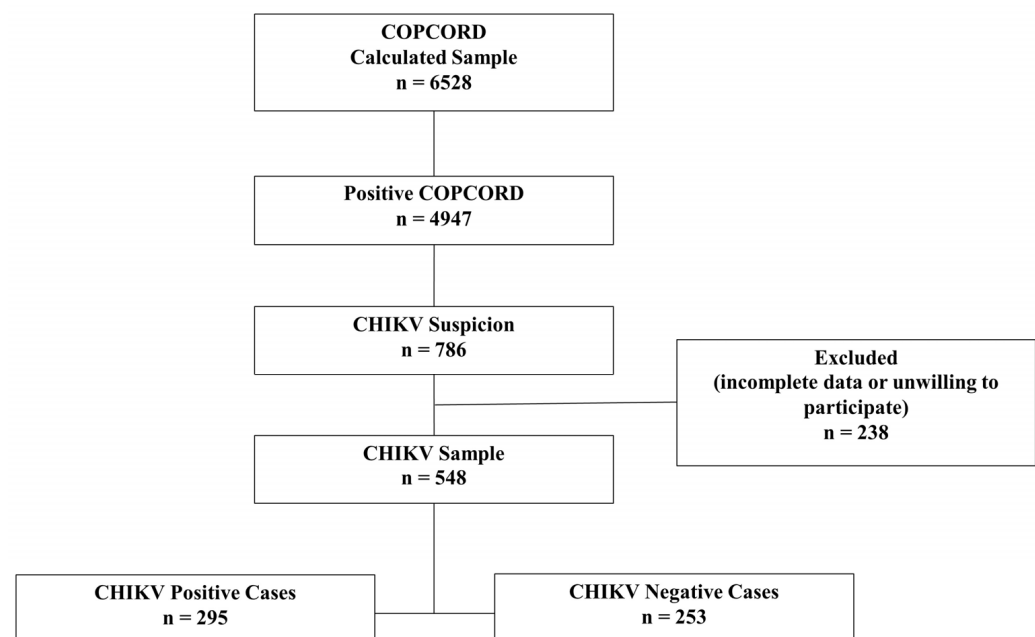 COPCORD
Calculated Sample
n = 6528
Positive COPCORD
n = 4947
CHIKV Suspicion
n = 786
Excluded
(incomplete data or unwilling to
participate)
n = 238
CHIKV Sample
n = 548
CHIKV Positive Cases
n = 295
CHIKV Negative Cases
n = 253